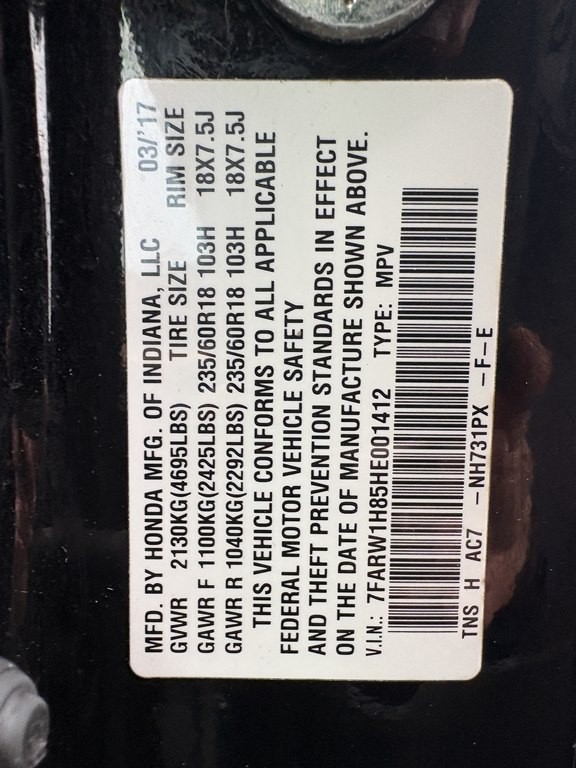 MFD. BY HONDA MFG. OF INDIANA, LLC 03/'17
GVWR 2130KG(4695LBS) TIRE SIZE RIM SIZE
GAWR F 1100KG(2425LBS) 235/60R18 103H 18X7.5J
GAWR R 1040KG(2292LBS) 235/60R18 103H 18X7.5J
THIS VEHICLE CONFORMS TO ALL APPLICABLE
FEDERAL MOTOR VEHICLE SAFETY
AND THEFT PREVENTION STANDARDS IN EFFECT
ON THE DATE OF MANUFACTURE SHOWN ABOVE.
V.I.N.: 7FARW1H85HE001412 TYPE: MPV
TNS H AC7 -NH731PX -F-E